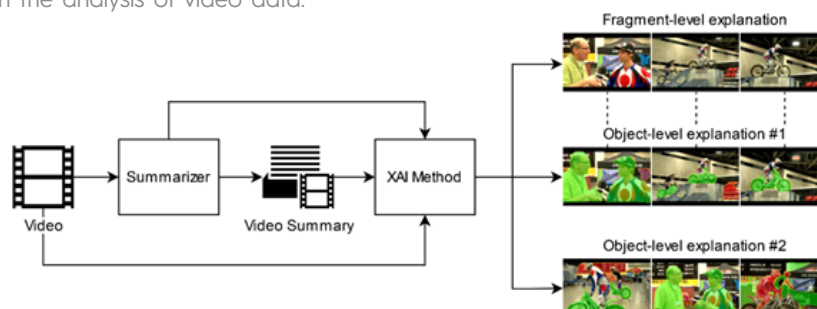 in the analysis of video data.
Fragment-level explanation
Object-level explanation #1
Summarizer
XAI Method
Video
Video Summary
Object-level explanation #2